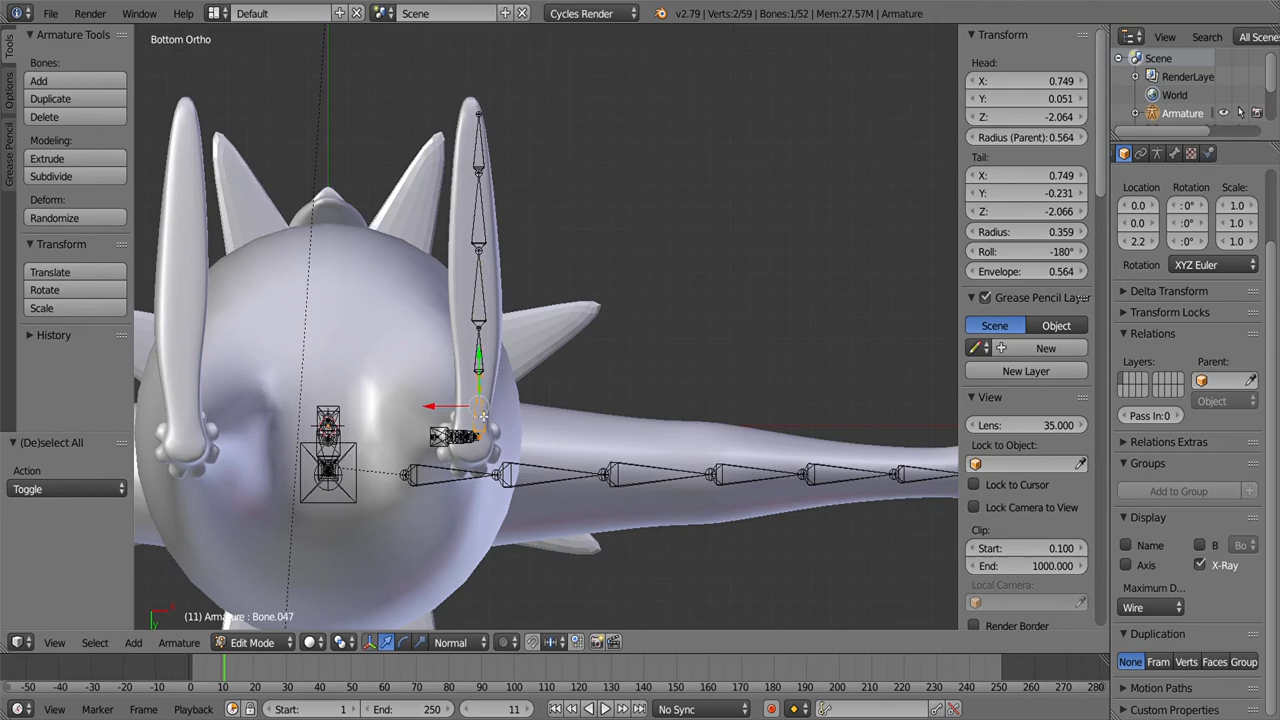 File Render Window Help Default Scene Cycles Render v2.79 | Verts:2/59 | Bones:1/52 | Mem:27.57M | Armature
Tools
Options
Grease Pencil
Armature Tools
Bones:
Add
Duplicate
Delete
Modeling:
Extrude
Subdivide
Deform:
Randomize
Transform
Translate
Rotate
Scale
History
(De)select All
Action
Toggle
Bottom Ortho
(11) Armature : Bone.047
View Select Add Armature Edit Mode Normal
Transform
Head:
X: 0.749
Y: 0.051
Z: -2.064
Radius (Parent): 0.564
Tail:
X: 0.749
Y: -0.231
Z: -2.066
Radius: 0.359
Roll: -180°
Envelope: 0.564
Grease Pencil Layer
Scene Object
New
New Layer
View
Lens: 35.000
Lock to Object:
Lock to Cursor
Lock Camera to View
Clip:
Start: 0.100
End: 1000.000
Local Camera:
Render Border
View Search All Scene
Scene
RenderLaye
World
Armature
Location Rotation Scale:
0.0 : 0° 1.0
0.0 : 0° 1.0
2.2 : 0° 1.0
Rotation XYZ Euler
Delta Transform
Transform Locks
Relations
Layers: Parent:
Pass In: 0 Object
Relations Extras
Groups
Add to Group
Display
Name B Bo
Axis X-Ray
Maximum D...
Wire
Duplication
None Fram Verts Faces Group
Motion Paths
Custom Properties
-50 -40 -30 -20 -10 0 10 20 30 40 50 60 70 80 90 100 110 120 130 140 150 160 170 180 190 200 210 220 230 240 250 260 270 280
View Marker Frame Playback Start: 1 End: 250 11 No Sync